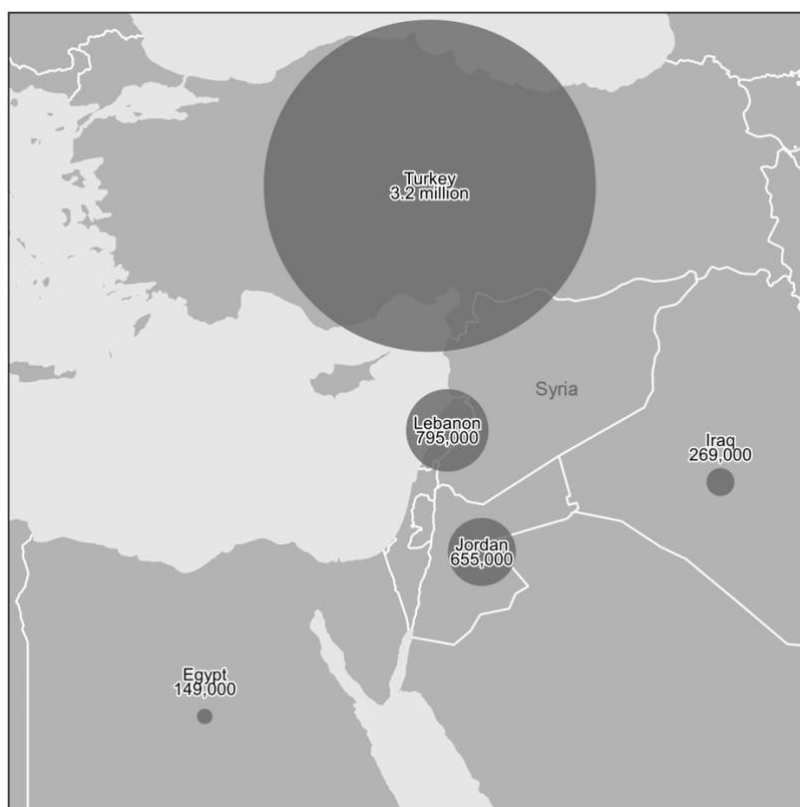 Turkey
3.2 million
Syria
Lebanon
795,000
Iraq
269,000
Jordan
655,000
Egypt
149,000